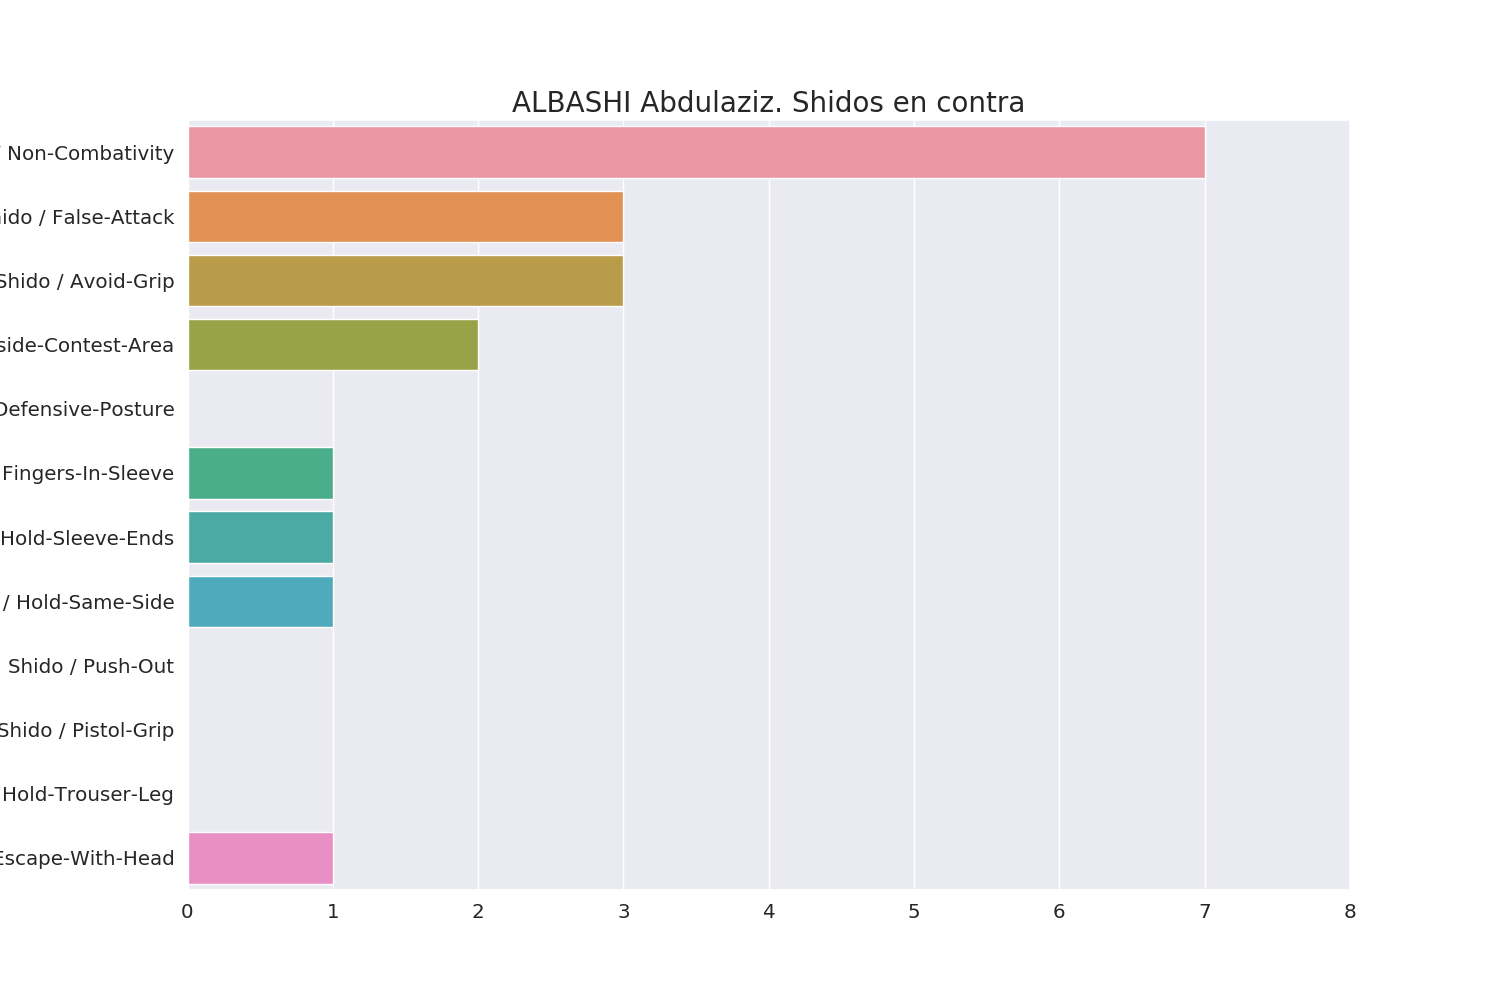 ALBASHI Abdulaziz. Shidos en contra
/ Non-Combativity
ido / False-Attack
Shido / Avoid-Grip
side-Contest-Area
Defensive-Posture
Fingers-In-Sleeve
Hold-Sleeve-Ends
/ Hold-Same-Side
Shido / Push-Out
Shido / Pistol-Grip
Hold-Trouser-Leg
Escape-With-Head
0 1 2 3 4 5 6 7 8